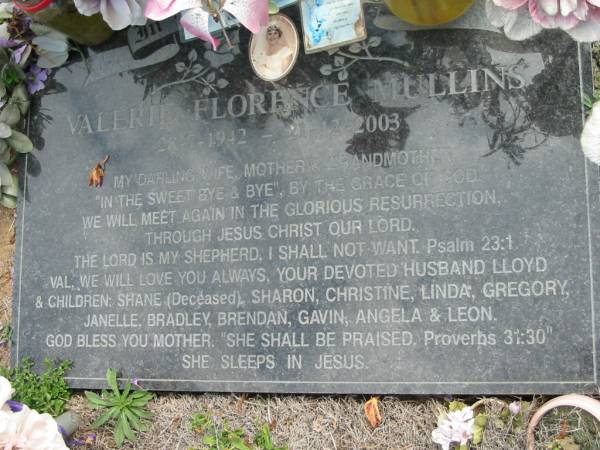 VALERIE FLORENCE MULLINS
1942 - 2003
MY DARLING WIFE, MOTHER & GRANDMOTHER
"IN THE SWEET BYE & BYE", BY THE GRACE OF GOD
WE WILL MEET AGAIN IN THE GLORIOUS RESURRECTION,
THROUGH JESUS CHRIST OUR LORD.
THE LORD IS MY SHEPHERD, I SHALL NOT WANT. Psalm 23:1
VAL, WE WILL LOVE YOU ALWAYS, YOUR DEVOTED HUSBAND LLOYD
& CHILDREN: SHANE (Deceased), SHARON, CHRISTINE, LINDA, GREGORY,
JANELLE, BRADLEY, BRENDAN, GAVIN, ANGELA & LEON.
GOD BLESS YOU MOTHER. "SHE SHALL BE PRAISED. Proverbs 31:30"
SHE SLEEPS IN JESUS.